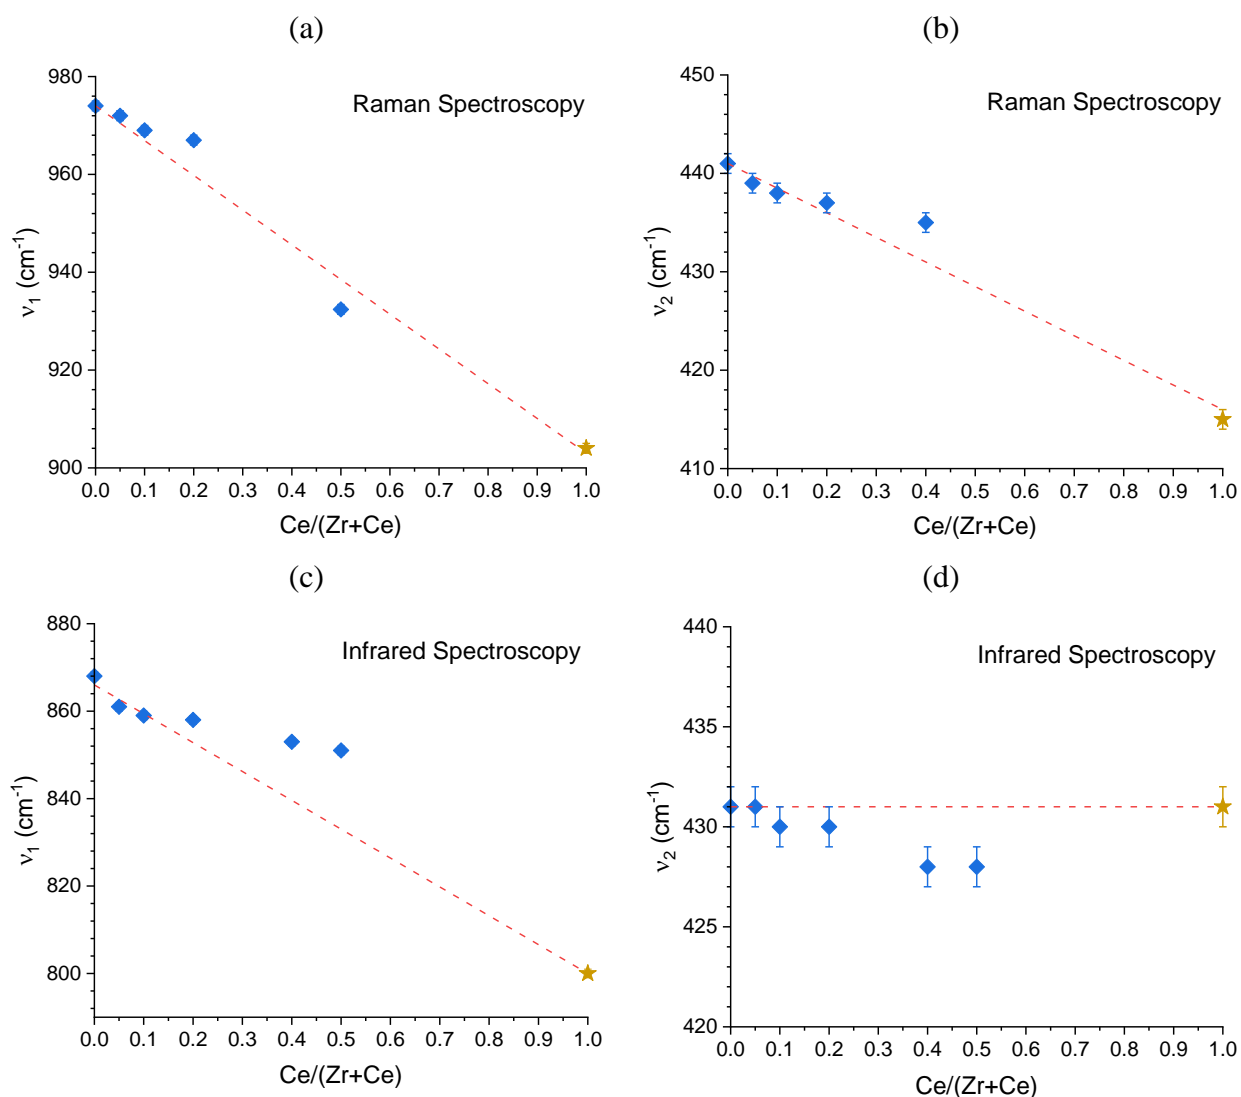 (a)
Raman Spectroscopy
980
960
940
920
900
ν₁ (cm⁻¹)
0.0 0.1 0.2 0.3 0.4 0.5 0.6 0.7 0.8 0.9 1.0
Ce/(Zr+Ce)
(b)
Raman Spectroscopy
450
440
430
420
410
ν₂ (cm⁻¹)
0.0 0.1 0.2 0.3 0.4 0.5 0.6 0.7 0.8 0.9 1.0
Ce/(Zr+Ce)
(c)
Infrared Spectroscopy
880
860
840
820
800
ν₁ (cm⁻¹)
0.0 0.1 0.2 0.3 0.4 0.5 0.6 0.7 0.8 0.9 1.0
Ce/(Zr+Ce)
(d)
Infrared Spectroscopy
440
435
430
425
420
ν₂ (cm⁻¹)
0.0 0.1 0.2 0.3 0.4 0.5 0.6 0.7 0.8 0.9 1.0
Ce/(Zr+Ce)